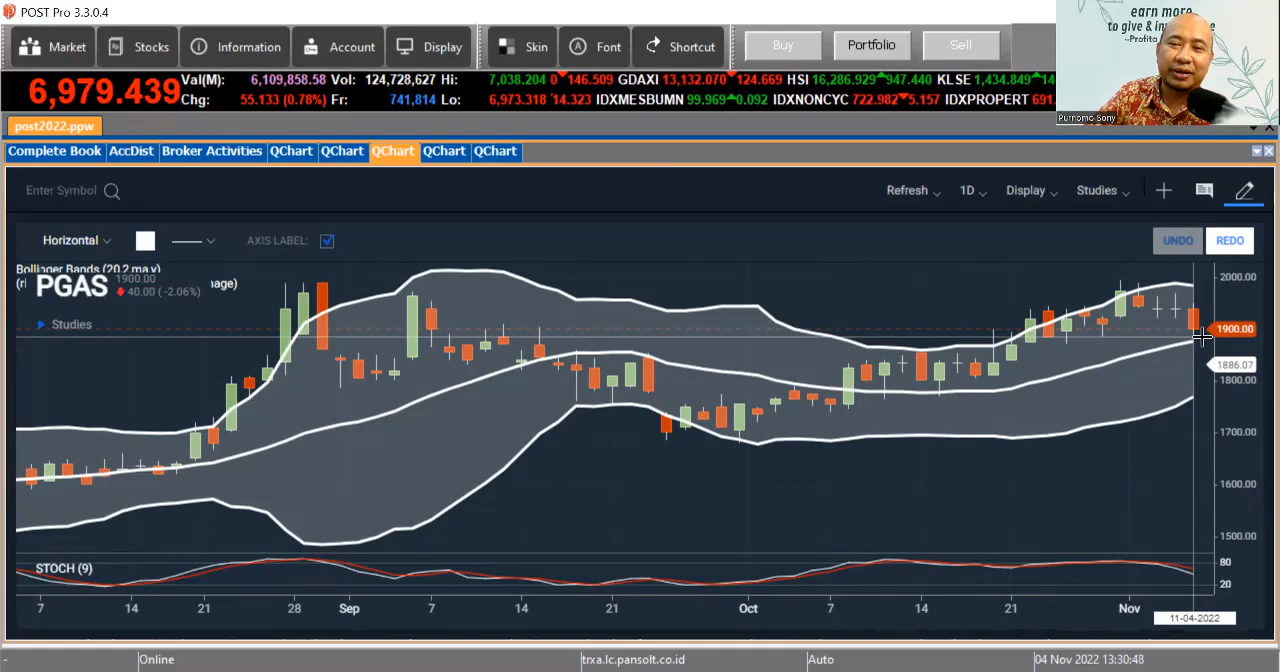 POST Pro 3.3.0.4
Market Stocks Information Account Display Skin Font Shortcut Buy Portfolio Sell
earn more
to give & in
~Profita
Purnomo Sony
6,979.439
Val(M): 6,109,858.58 Vol: 124,728,627 Hi: 7,038.204 0 146.509 GDAXI 13,132.070 124.669 HSI 16,286.929 947.440 KLSE 1,434.849 14
Chg: 55.133 (0.78%) Fr: 741,814 Lo: 6,973.318 '14.323 IDXMESBUMN 99.969 0.092 IDXNONCYC 722.982 5.157 IDXPROPERT 691.
post2022.ppw
Complete Book AccDist Broker Activities QChart QChart QChart QChart QChart
Enter Symbol Refresh 1D Display Studies
Horizontal AXIS LABEL: UNDO REDO
Bollinger Bands (20,2,ma,y)
PGAS 1900.00
40.00 (-2.06%)
age)
Studies
2000.00
1900.00
1886.07
1800.00
1700.00
1600.00
1500.00
STOCH (9)
80
20
7 14 21 28 Sep 7 14 21 Oct 7 14 21 Nov
11-04-2022
- Online trxa.lc.pansolt.co.id Auto 04 Nov 2022 13:30:48